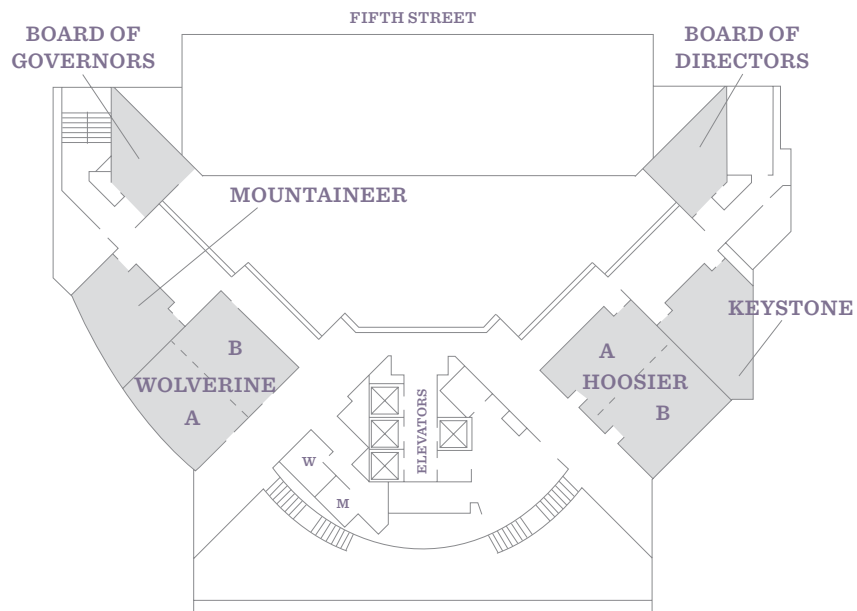 FIFTH STREET
BOARD OF
GOVERNORS
BOARD OF
DIRECTORS
MOUNTAINEER
KEYSTONE
B
WOLVERINE
A
A
HOOSIER
B
ELEVATORS
W
M